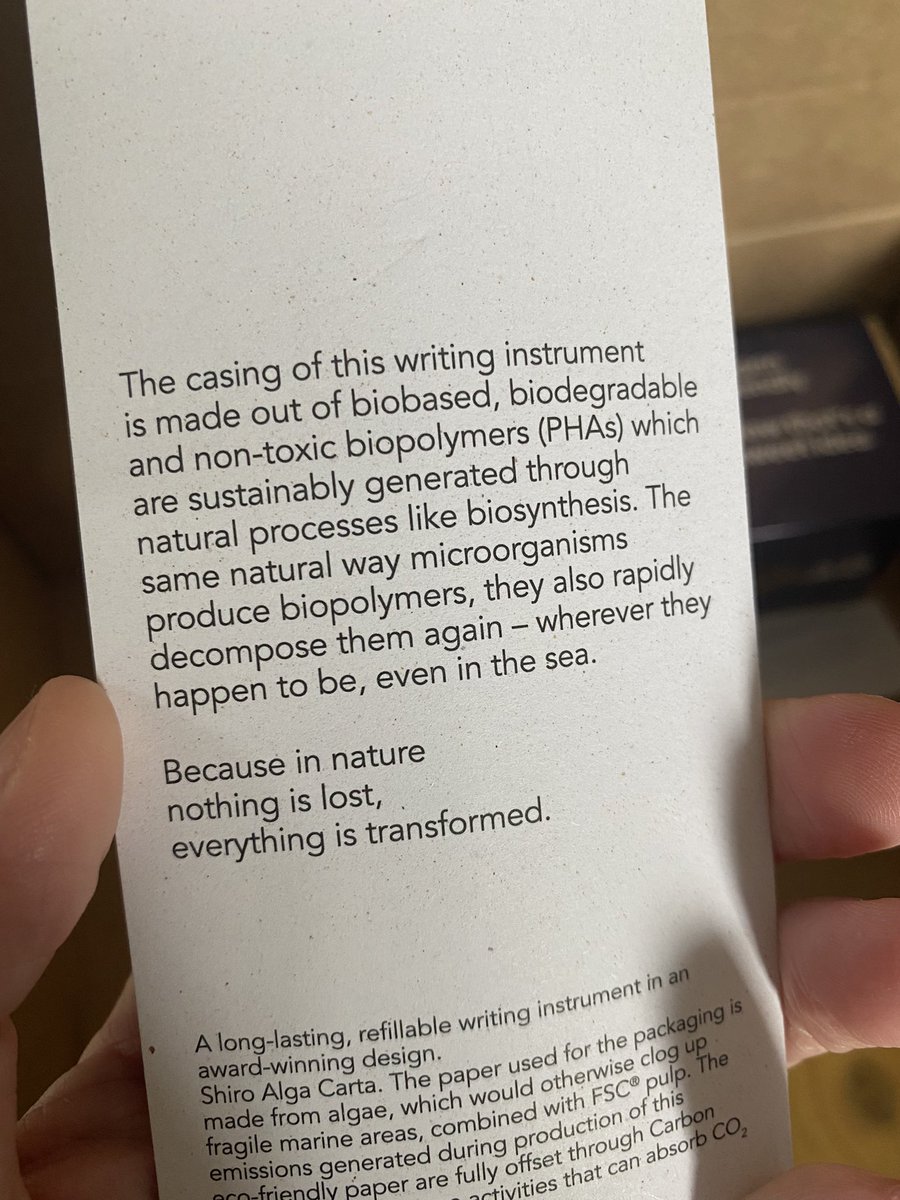 The casing of this writing instrument
is made out of biobased, biodegradable
and non-toxic biopolymers (PHAs) which
are sustainably generated through
natural processes like biosynthesis. The
same natural way microorganisms
produce biopolymers, they also rapidly
decompose them again – wherever they
happen to be, even in the sea.
Because in nature
nothing is lost,
everything is transformed.
A long-lasting, refillable writing instrument in an
award-winning design.
Shiro Alga Carta. The paper used for the packaging is
made from algae, which would otherwise clog up
fragile marine areas, combined with FSC® pulp. The
emissions generated during production of this
eco-friendly paper are fully offset through Carbon
activities that can absorb CO₂